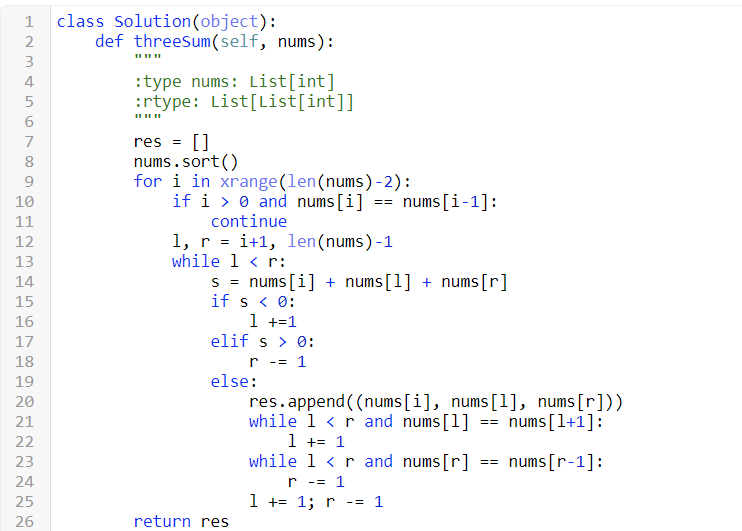 1 class Solution(object):
2     def threeSum(self, nums):
3         """
4         :type nums: List[int]
5         :rtype: List[List[int]]
6         """
7         res = []
8         nums.sort()
9         for i in xrange(len(nums)-2):
10             if i > 0 and nums[i] == nums[i-1]:
11                 continue
12             l, r = i+1, len(nums)-1
13             while l < r:
14                 s = nums[i] + nums[l] + nums[r]
15                 if s < 0:
16                     l +=1
17                 elif s > 0:
18                     r -= 1
19                 else:
20                     res.append((nums[i], nums[l], nums[r]))
21                     while l < r and nums[l] == nums[l+1]:
22                         l += 1
23                     while l < r and nums[r] == nums[r-1]:
24                         r -= 1
25                     l += 1; r -= 1
26         return res